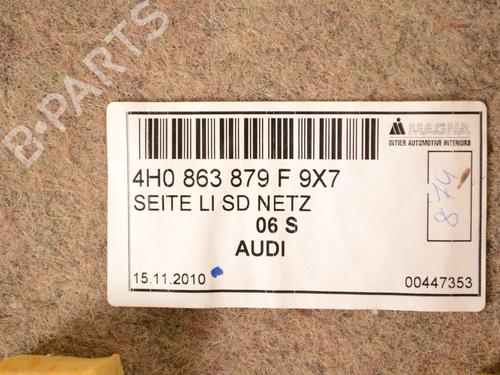 B-PARTS
MAGNA
INTIER AUTOMOTIVE INTERIORS
4H0 863 879 F 9X7
SEITE LI SD NETZ
06 S
AUDI
874
15.11.2010
00447353